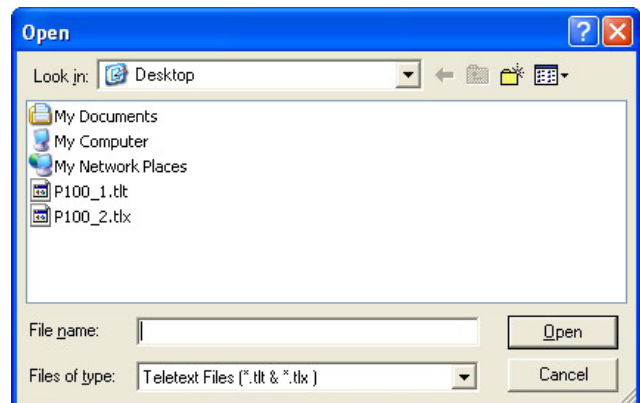 Open
Look in: Desktop
My Documents
My Computer
My Network Places
P100_1.tlt
P100_2.tlx
File name: Open
Files of type: Teletext Files (*.tlt & *.tlx ) Cancel